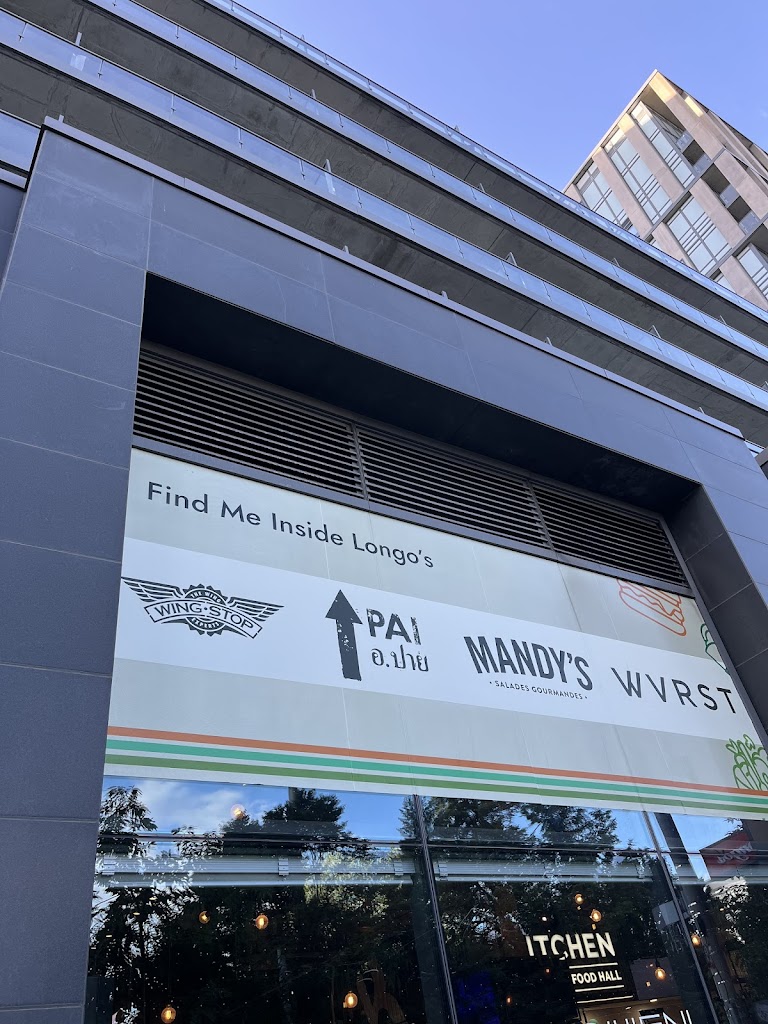 Find Me Inside Longo's
WING·STOP
PAI
อ.ปาย
MANDY'S
• SALADES GOURMANDES •
WVRST
ITCHEN
FOOD HALL